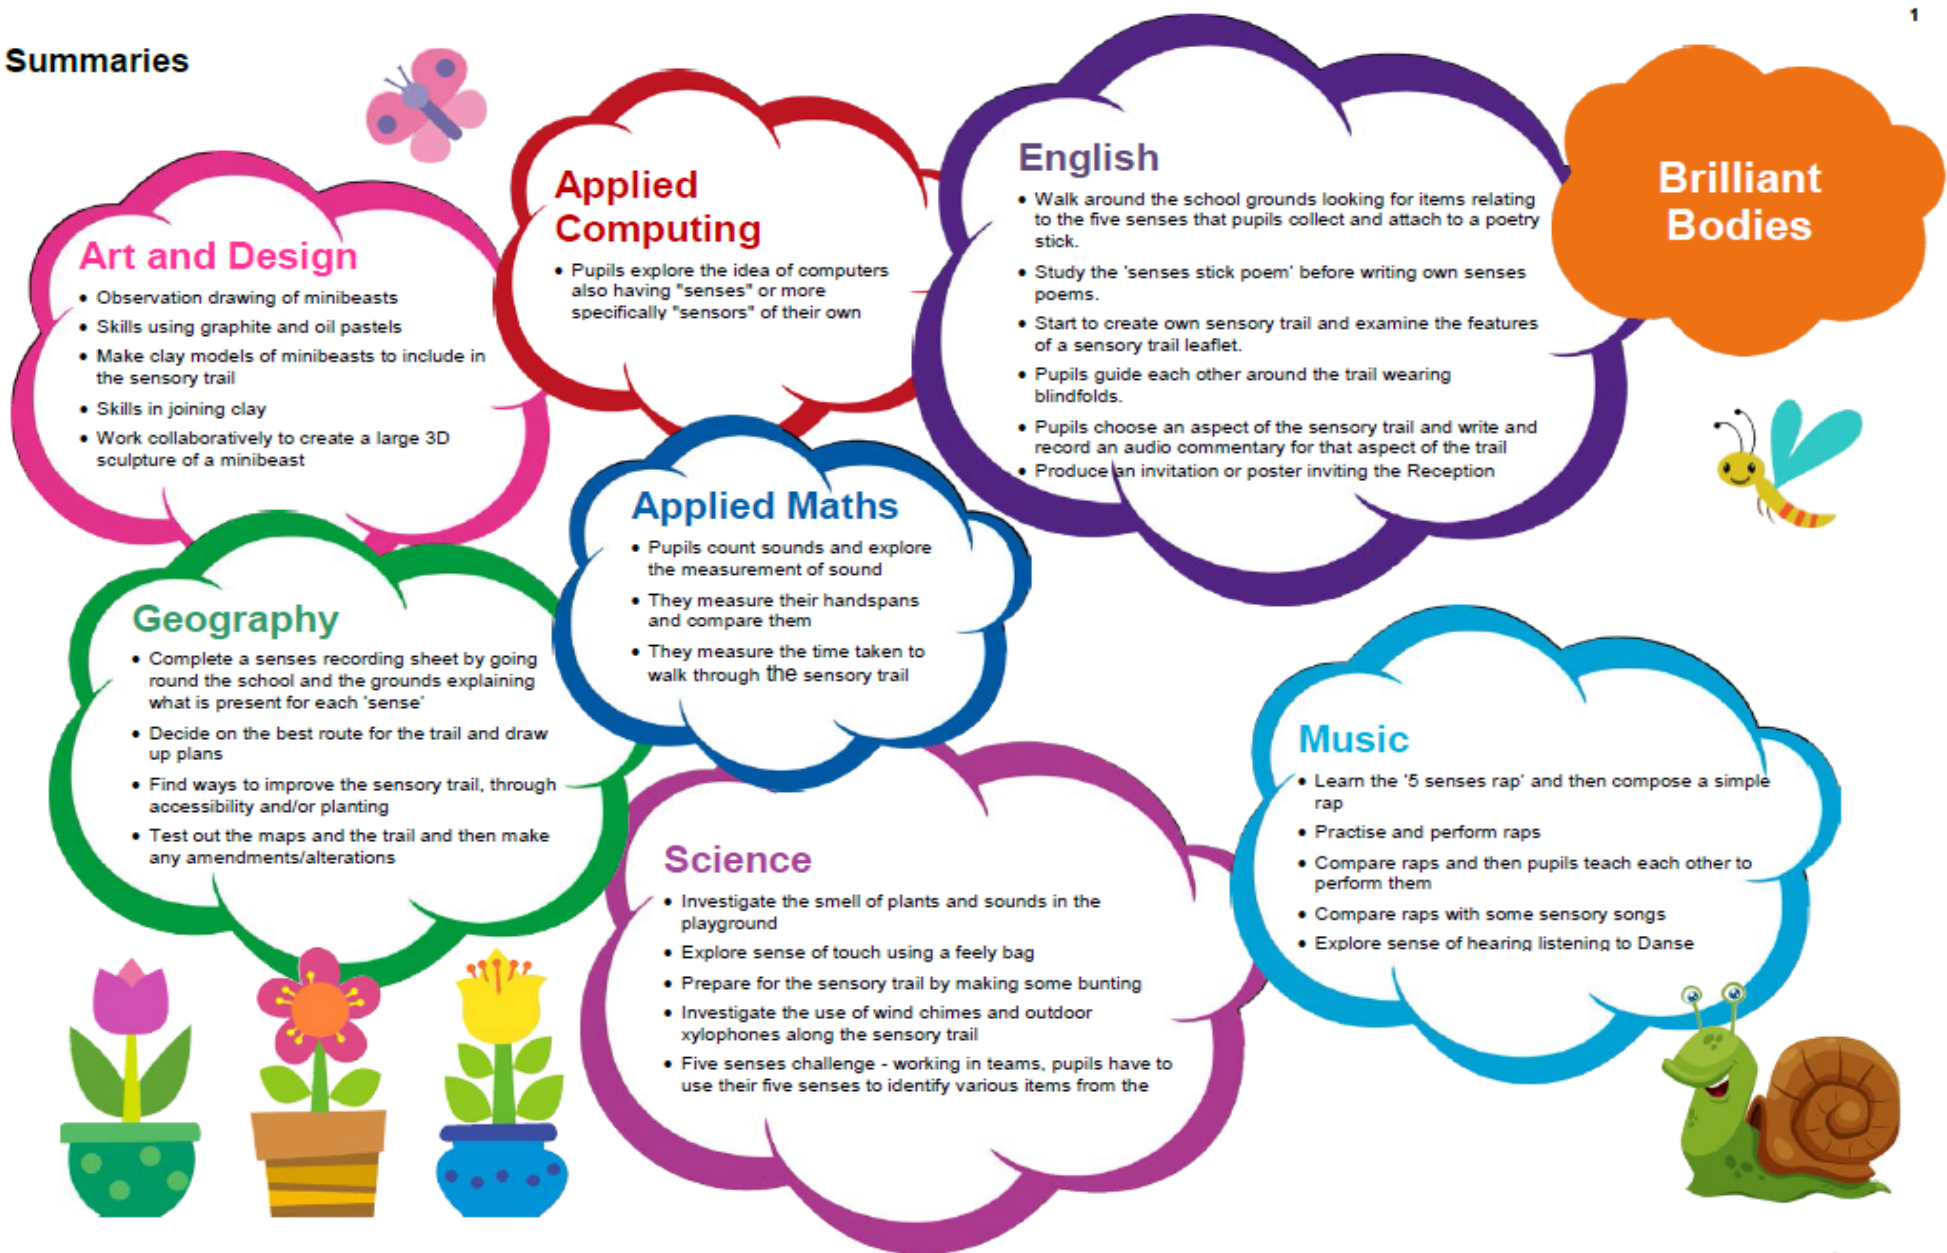 1
Summaries
Brilliant
Bodies
Art and Design
• Observation drawing of minibeasts
• Skills using graphite and oil pastels
• Make clay models of minibeasts to include in
the sensory trail
• Skills in joining clay
• Work collaboratively to create a large 3D
sculpture of a minibeast
Applied
Computing
• Pupils explore the idea of computers
also having "senses" or more
specifically "sensors" of their own
English
• Walk around the school grounds looking for items relating
to the five senses that pupils collect and attach to a poetry
stick.
• Study the 'senses stick poem' before writing own senses
poems.
• Start to create own sensory trail and examine the features
of a sensory trail leaflet.
• Pupils guide each other around the trail wearing
blindfolds.
• Pupils choose an aspect of the sensory trail and write and
record an audio commentary for that aspect of the trail
• Produce an invitation or poster inviting the Reception
Applied Maths
• Pupils count sounds and explore
the measurement of sound
• They measure their handspans
and compare them
• They measure the time taken to
walk through the sensory trail
Geography
• Complete a senses recording sheet by going
round the school and the grounds explaining
what is present for each 'sense'
• Decide on the best route for the trail and draw
up plans
• Find ways to improve the sensory trail, through
accessibility and/or planting
• Test out the maps and the trail and then make
any amendments/alterations
Science
• Investigate the smell of plants and sounds in the
playground
• Explore sense of touch using a feely bag
• Prepare for the sensory trail by making some bunting
• Investigate the use of wind chimes and outdoor
xylophones along the sensory trail
• Five senses challenge - working in teams, pupils have to
use their five senses to identify various items from the
Music
• Learn the '5 senses rap' and then compose a simple
rap
• Practise and perform raps
• Compare raps and then pupils teach each other to
perform them
• Compare raps with some sensory songs
• Explore sense of hearing listening to Danse